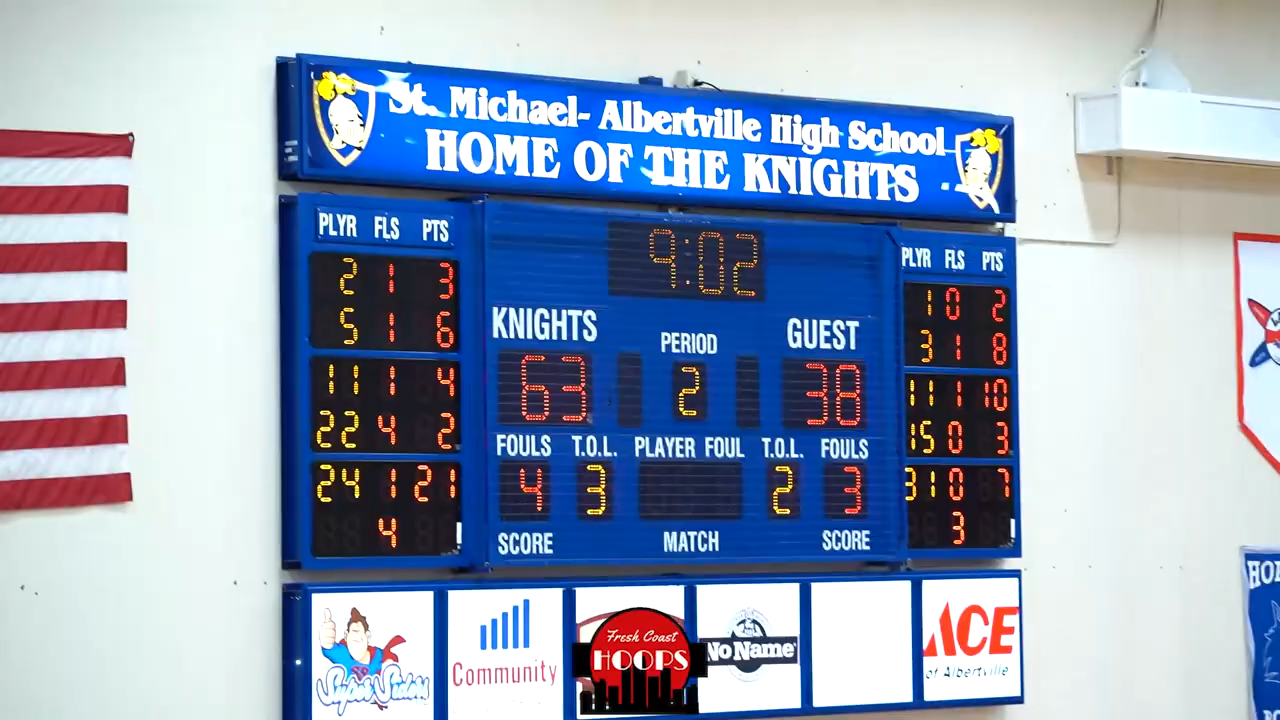 St. Michael- Albertville High School
HOME OF THE KNIGHTS
PLYR FLS PTS
2 1 3
5 1 6
11 1 4
22 4 2
24 1 21
4
9:02
KNIGHTS PERIOD GUEST
63 2 38
FOULS T.O.L. PLAYER FOUL T.O.L. FOULS
4 3 2 3
SCORE MATCH SCORE
PLYR FLS PTS
1 0 2
3 1 8
11 1 10
15 0 3
31 0 7
3
Super Siders
Community
Fresh Coast
HOOPS
No Name
ACE
of Albertville